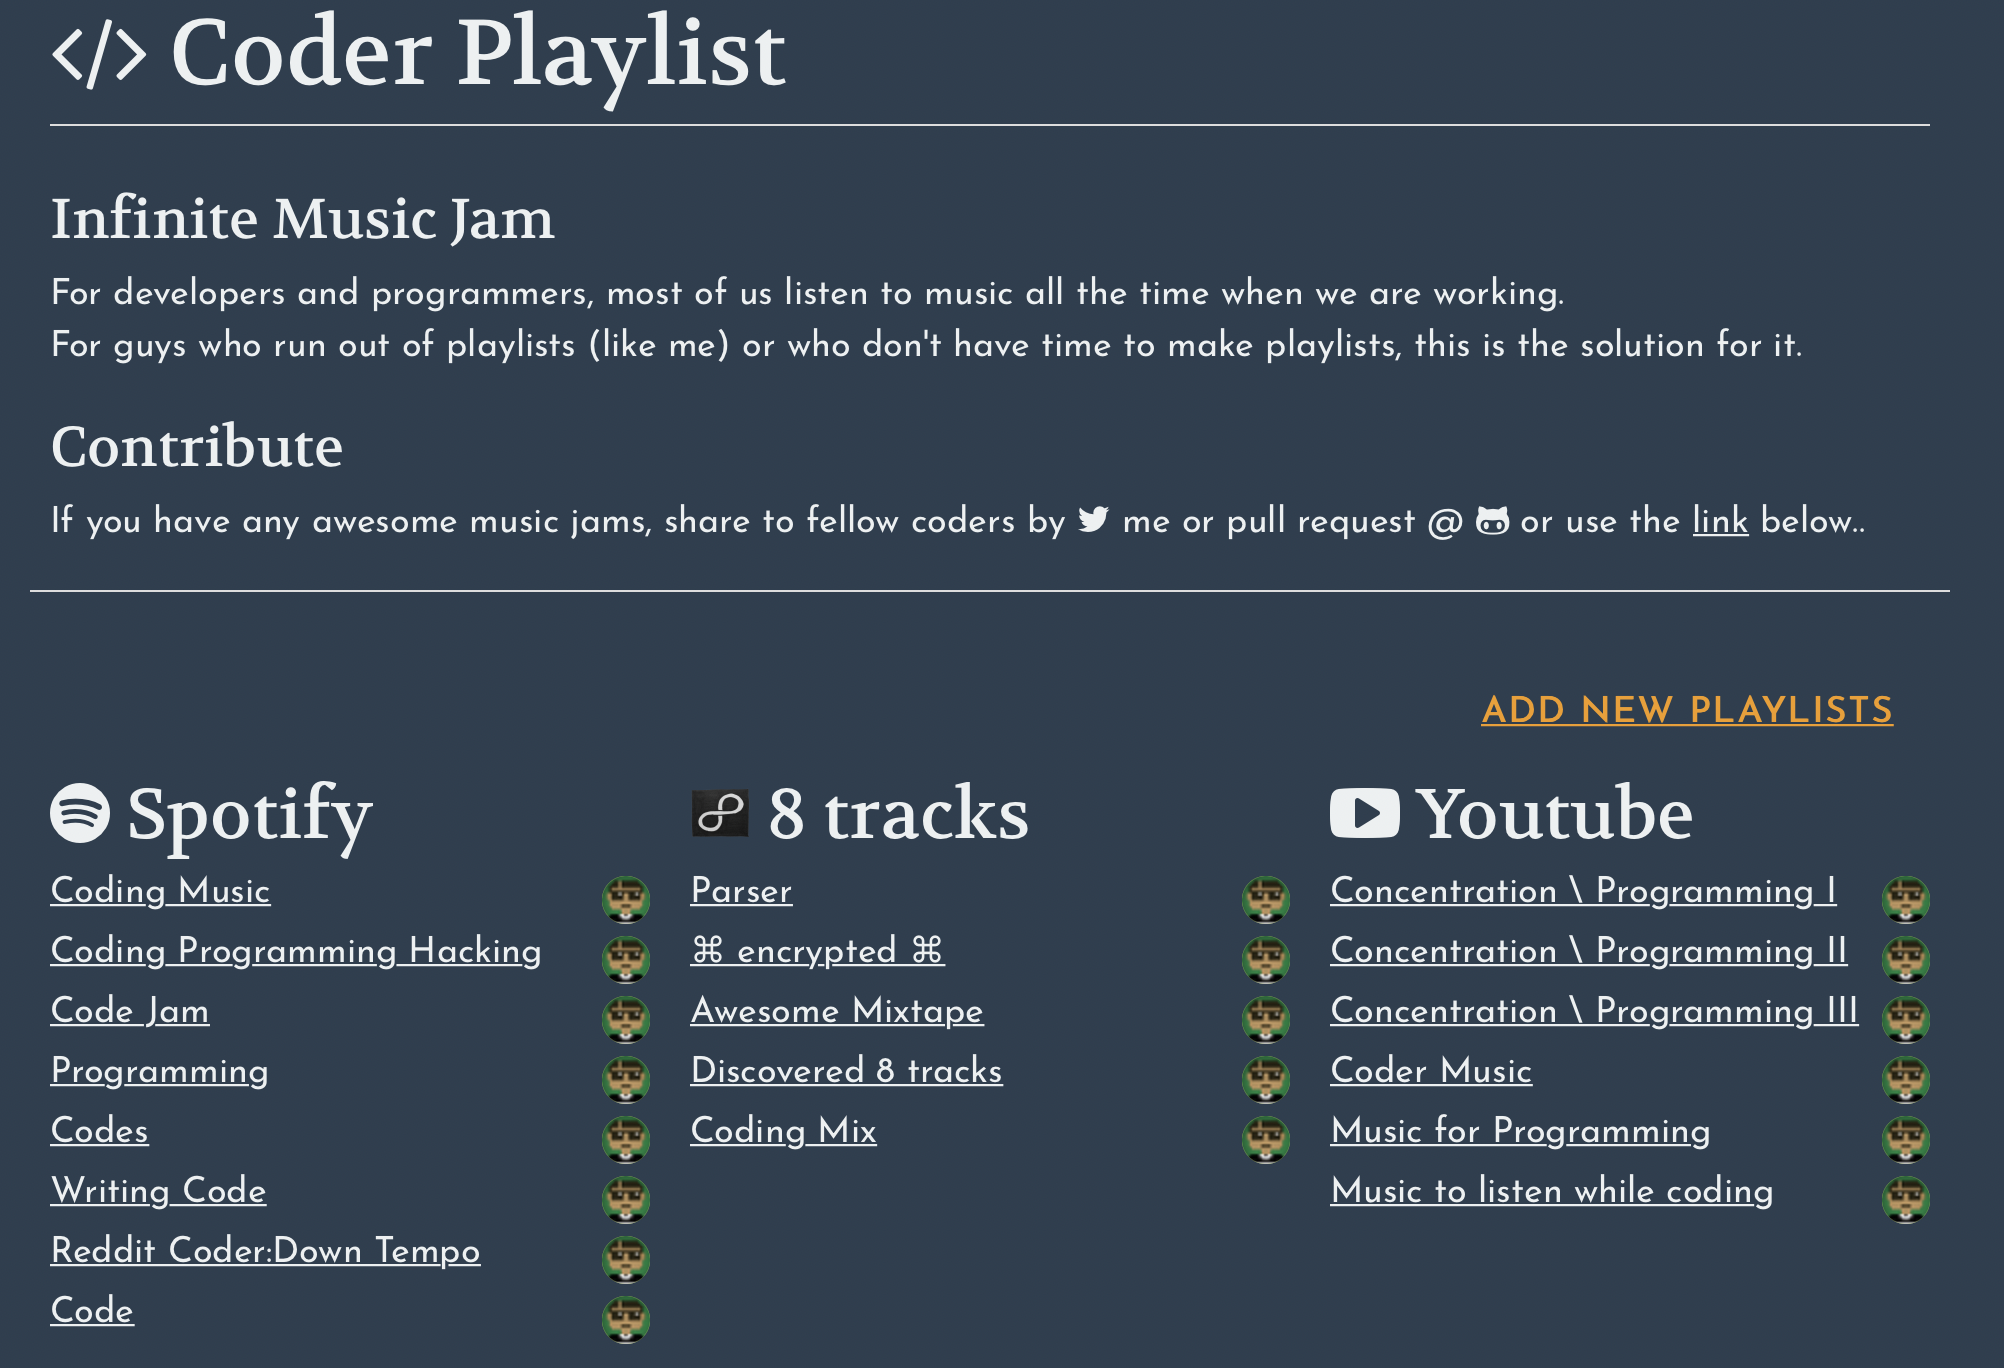 </> Coder Playlist
Infinite Music Jam
For developers and programmers, most of us listen to music all the time when we are working.
For guys who run out of playlists (like me) or who don't have time to make playlists, this is the solution for it.
Contribute
If you have any awesome music jams, share to fellow coders by me or pull request @ or use the link below..
ADD NEW PLAYLISTS
Spotify
Coding Music
Coding Programming Hacking
Code Jam
Programming
Codes
Writing Code
Reddit Coder:Down Tempo
Code
8 tracks
Parser
⌘ encrypted ⌘
Awesome Mixtape
Discovered 8 tracks
Coding Mix
Youtube
Concentration \ Programming I
Concentration \ Programming II
Concentration \ Programming III
Coder Music
Music for Programming
Music to listen while coding